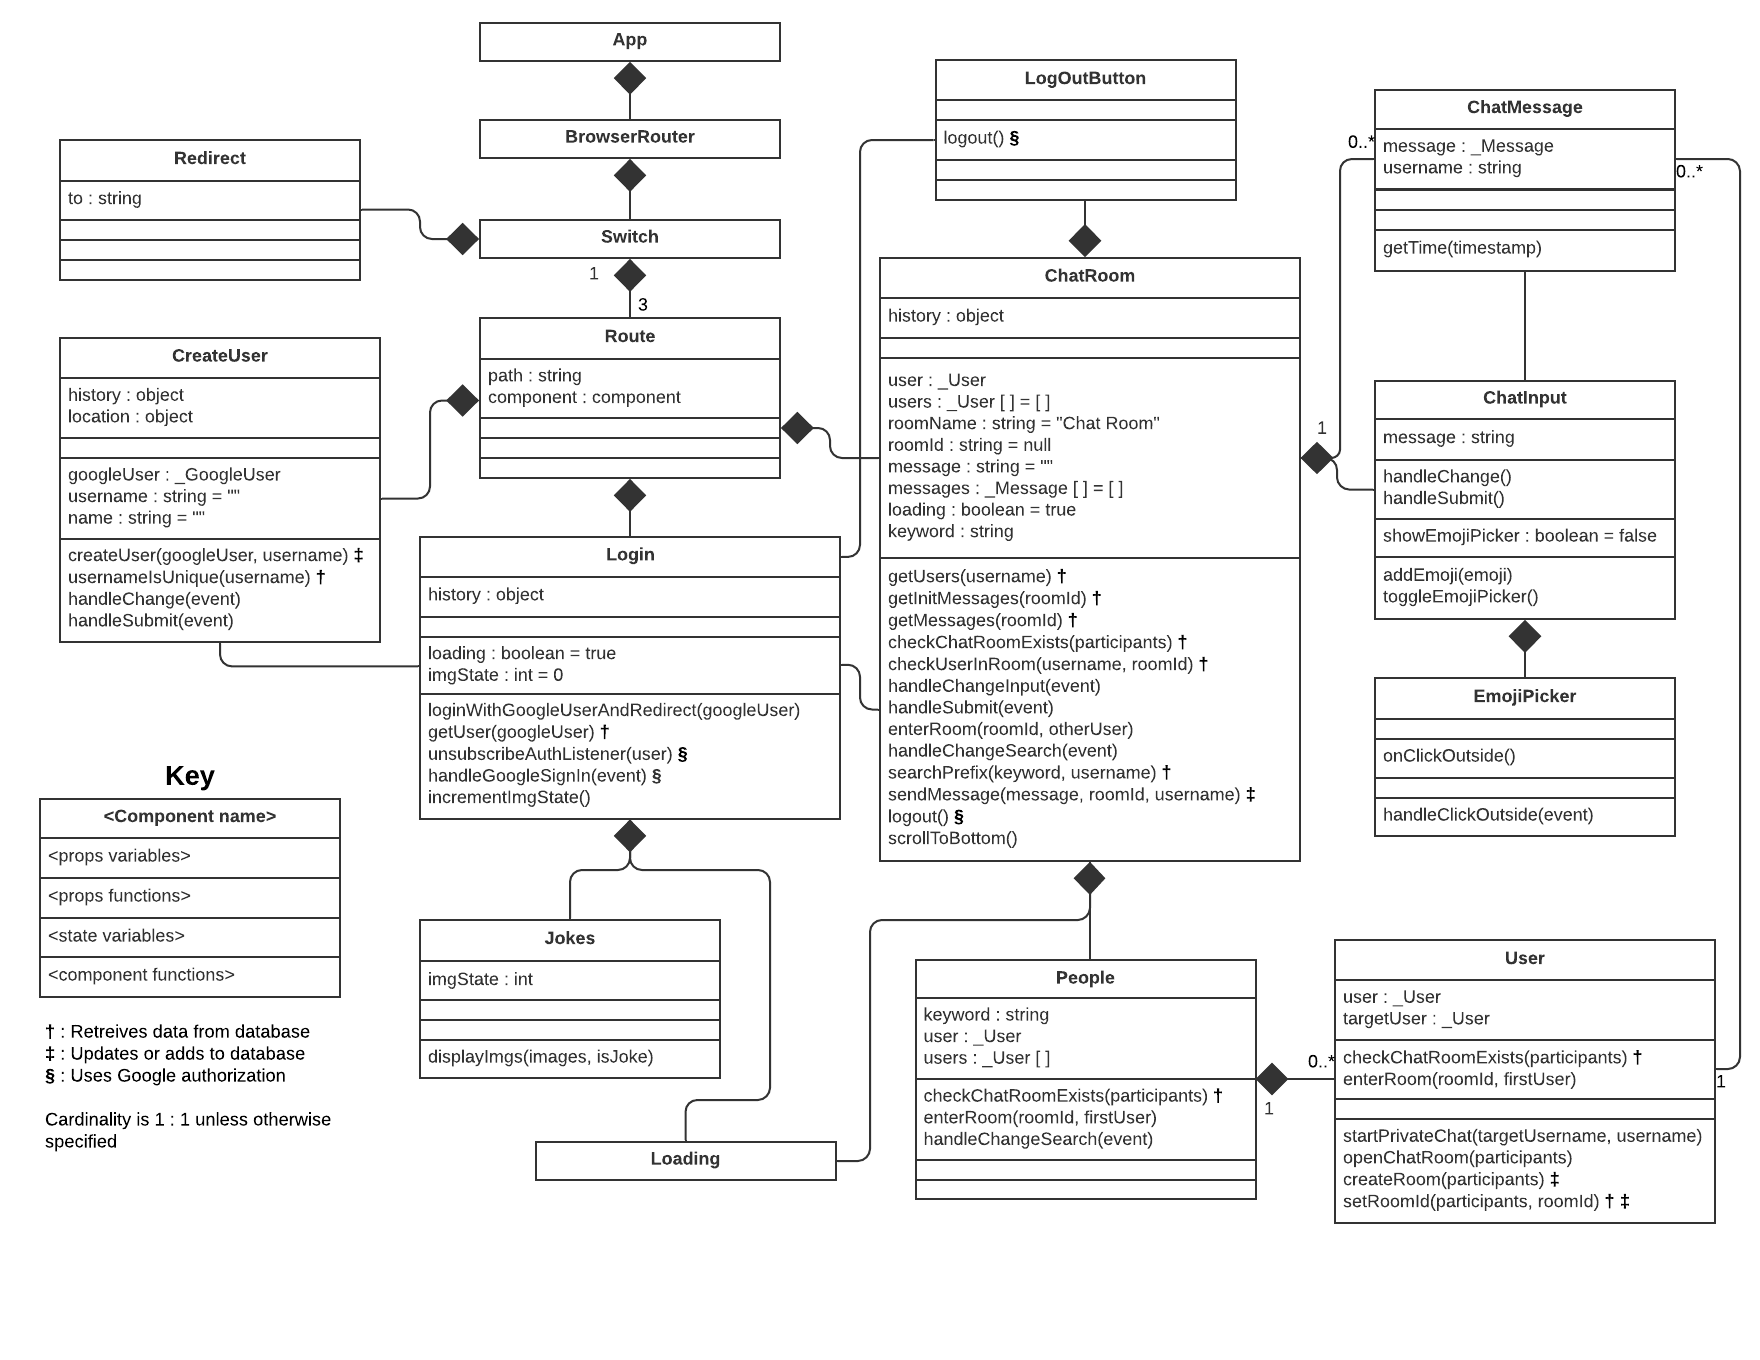 App
BrowserRouter
Switch
1
3
Redirect
to : string
Route
path : string
component : component
CreateUser
history : object
location : object
googleUser : _GoogleUser
username : string = ""
name : string = ""
createUser(googleUser, username) ‡
usernameIsUnique(username) †
handleChange(event)
handleSubmit(event)
Login
history : object
loading : boolean = true
imgState : int = 0
loginWithGoogleUserAndRedirect(googleUser)
getUser(googleUser) †
unsubscribeAuthListener(user) §
handleGoogleSignIn(event) §
incrementImgState()
Jokes
imgState : int
displayImgs(images, isJoke)
Loading
LogOutButton
logout() §
ChatRoom
history : object
user : _User
users : _User [ ] = [ ]
roomName : string = "Chat Room"
roomId : string = null
message : string = ""
messages : _Message [ ] = [ ]
loading : boolean = true
keyword : string
getUsers(username) †
getInitMessages(roomId) †
getMessages(roomId) †
checkChatRoomExists(participants) †
checkUserInRoom(username, roomId) †
handleChangeInput(event)
handleSubmit(event)
enterRoom(roomId, otherUser)
handleChangeSearch(event)
searchPrefix(keyword, username) †
sendMessage(message, roomId, username) ‡
logout() §
scrollToBottom()
1
0..*
ChatMessage
message : _Message
username : string
getTime(timestamp)
0..*
ChatInput
message : string
handleChange()
handleSubmit()
showEmojiPicker : boolean = false
addEmoji(emoji)
toggleEmojiPicker()
EmojiPicker
onClickOutside()
handleClickOutside(event)
People
keyword : string
user : _User
users : _User [ ]
checkChatRoomExists(participants) †
enterRoom(roomId, firstUser)
handleChangeSearch(event)
1
0..*
User
user : _User
targetUser : _User
checkChatRoomExists(participants) †
enterRoom(roomId, firstUser)
startPrivateChat(targetUsername, username)
openChatRoom(participants)
createRoom(participants) ‡
setRoomId(participants, roomId) † ‡
1
Key
<Component name>
<props variables>
<props functions>
<state variables>
<component functions>
† : Retreives data from database
‡ : Updates or adds to database
§ : Uses Google authorization
Cardinality is 1 : 1 unless otherwise
specified